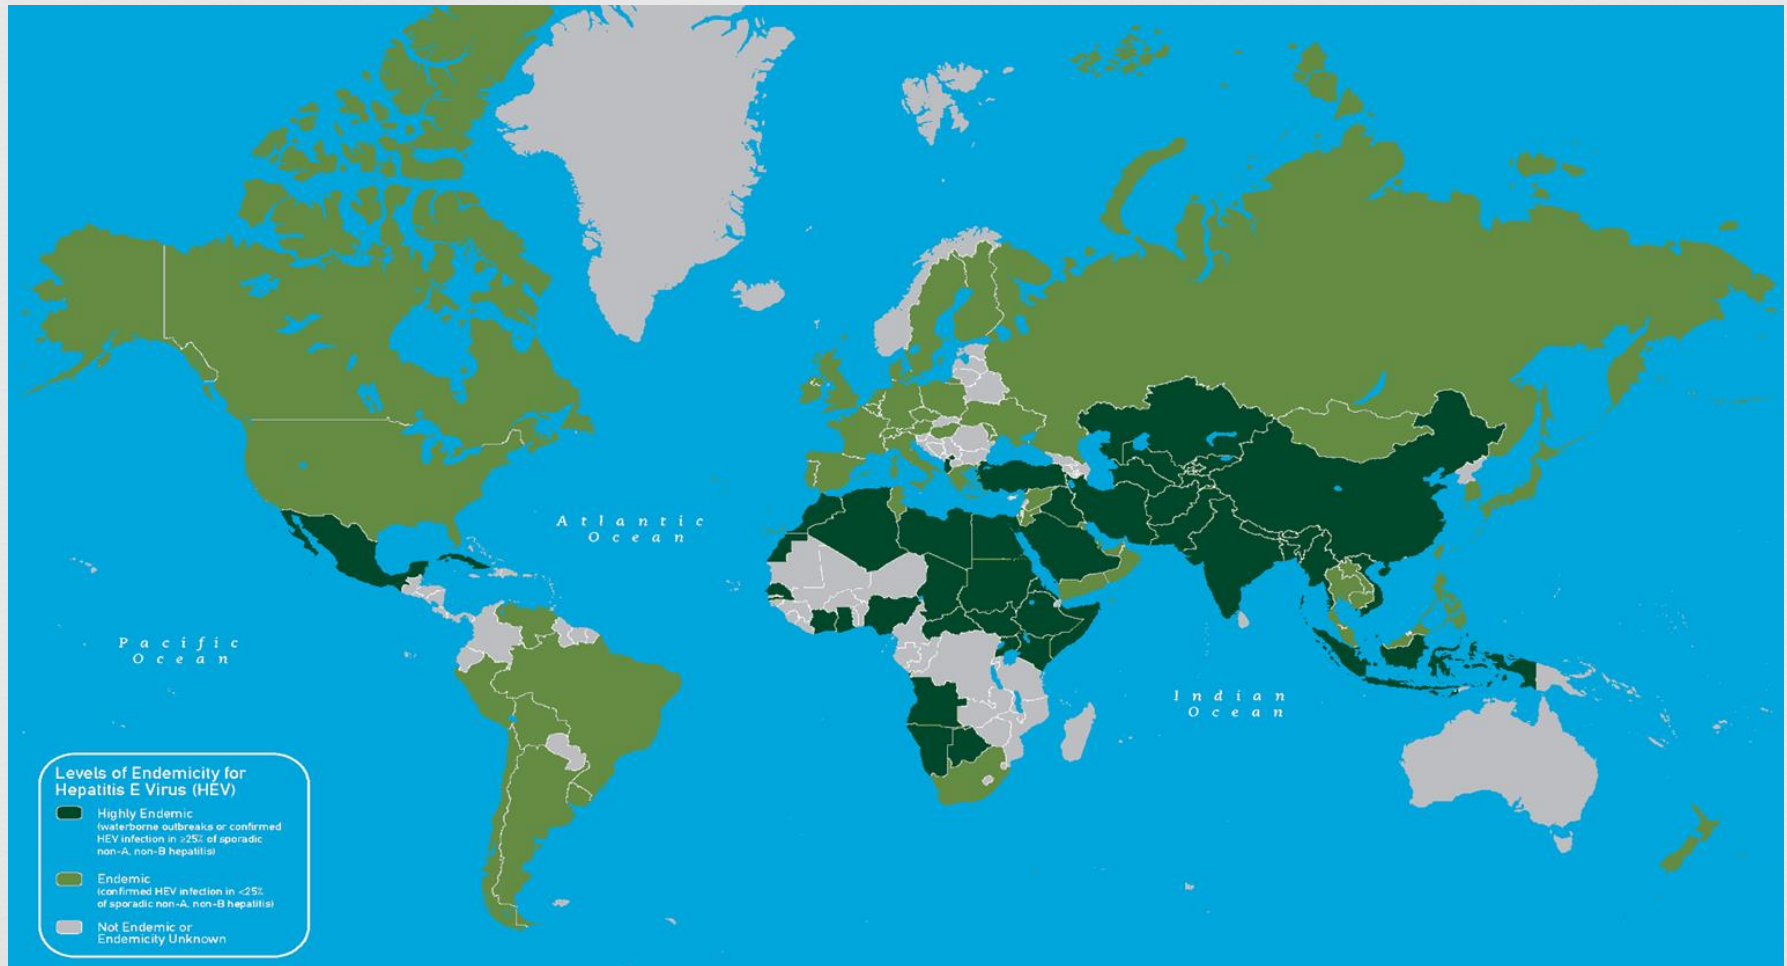 Atlantic
Ocean
Pacific
Ocean
Indian
Ocean
Levels of Endemicity for
Hepatitis E Virus (HEV)
Highly Endemic
(waterborne outbreaks or confirmed
HEV infection in ≥25% of sporadic
non-A, non-B hepatitis)
Endemic
(confirmed HEV infection in <25%
of sporadic non-A, non-B hepatitis)
Not Endemic or
Endemicity Unknown